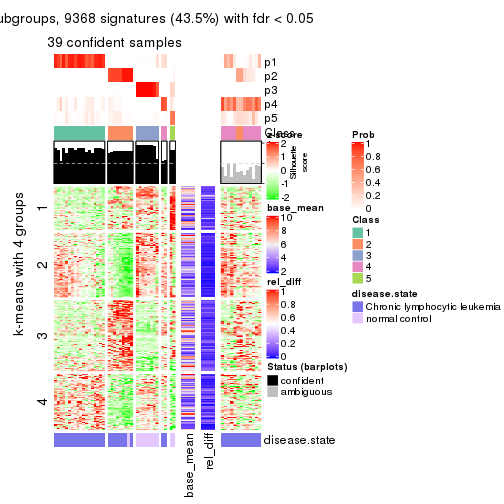 ubgroups, 9368 signatures (43.5%) with fdr < 0.05
39 confident samples
p1
p2
p3
p4
p5
Class
Silhouette
score
k-means with 4 groups
1
2
3
4
base_mean
rel_diff
disease.state
z-score
2
1
0
-1
-2
base_mean
10
8
6
4
2
rel_diff
1
0.8
0.6
0.4
0.2
0
Status (barplots)
confident
ambiguous
Prob
1
0.8
0.6
0.4
0.2
0
Class
1
2
3
4
5
disease.state
Chronic lymphocytic leukemia
normal control